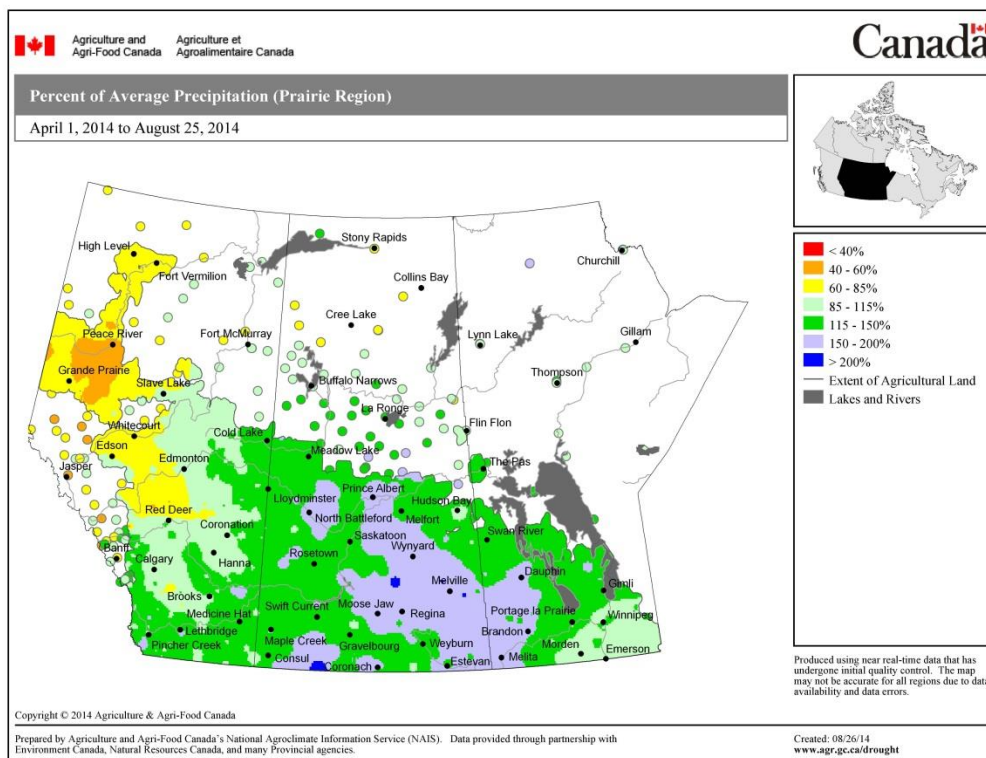 Agriculture and
Agri-Food Canada
Agriculture et
Agroalimentaire Canada
Canada
Percent of Average Precipitation (Prairie Region)
April 1, 2014 to August 25, 2014
High Level
Fort Vermilion
Stony Rapids
Collins Bay
Churchill
Cree Lake
Peace River
Fort McMurray
Lynn Lake
Gillam
Grande Prairie
Slave Lake
Buffalo Narrows
Thompson
La Ronge
Whitecourt
Flin Flon
Cold Lake
Edson
Meadow Lake
Jasper
Edmonton
The Pas
Lloydminster
Prince Albert
Hudson Bay
Red Deer
North Battleford
Melfort
Coronation
Saskatoon
Swan River
Banff
Calgary
Hanna
Rosetown
Wynyard
Dauphin
Brooks
Melville
Gimli
Medicine Hat
Swift Current
Moose Jaw
Regina
Portage la Prairie
Winnipeg
Lethbridge
Pincher Creek
Maple Creek
Gravelbourg
Weyburn
Brandon
Morden
Emerson
Consul
Coronach
Estevan
Melita
< 40%
40 - 60%
60 - 85%
85 - 115%
115 - 150%
150 - 200%
> 200%
Extent of Agricultural Land
Lakes and Rivers
Produced using near real-time data that has
undergone initial quality control. The map
may not be accurate for all regions due to data
availability and data errors.
Copyright © 2014 Agriculture & Agri-Food Canada
Prepared by Agriculture and Agri-Food Canada's National Agroclimate Information Service (NAIS). Data provided through partnership with
Environment Canada, Natural Resources Canada, and many Provincial agencies.
Created: 08/26/14
www.agr.gc.ca/drought